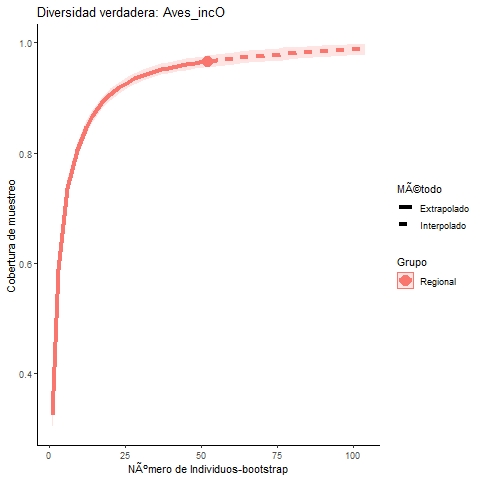 Diversidad verdadera: Aves_incO
Cobertura de muestreo
1.0
0.8
0.6
0.4
0
25
50
75
100
NÃºmero de Individuos-bootstrap
MÃ©todo
Extrapolado
Interpolado
Grupo
Regional